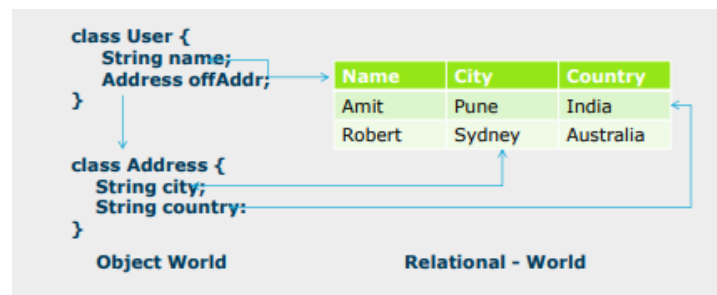 class User {
String name;
Address offAddr;
}
Name City Country
Amit Pune India
Robert Sydney Australia
class Address {
String city;
String country:
}
Object World
Relational - World